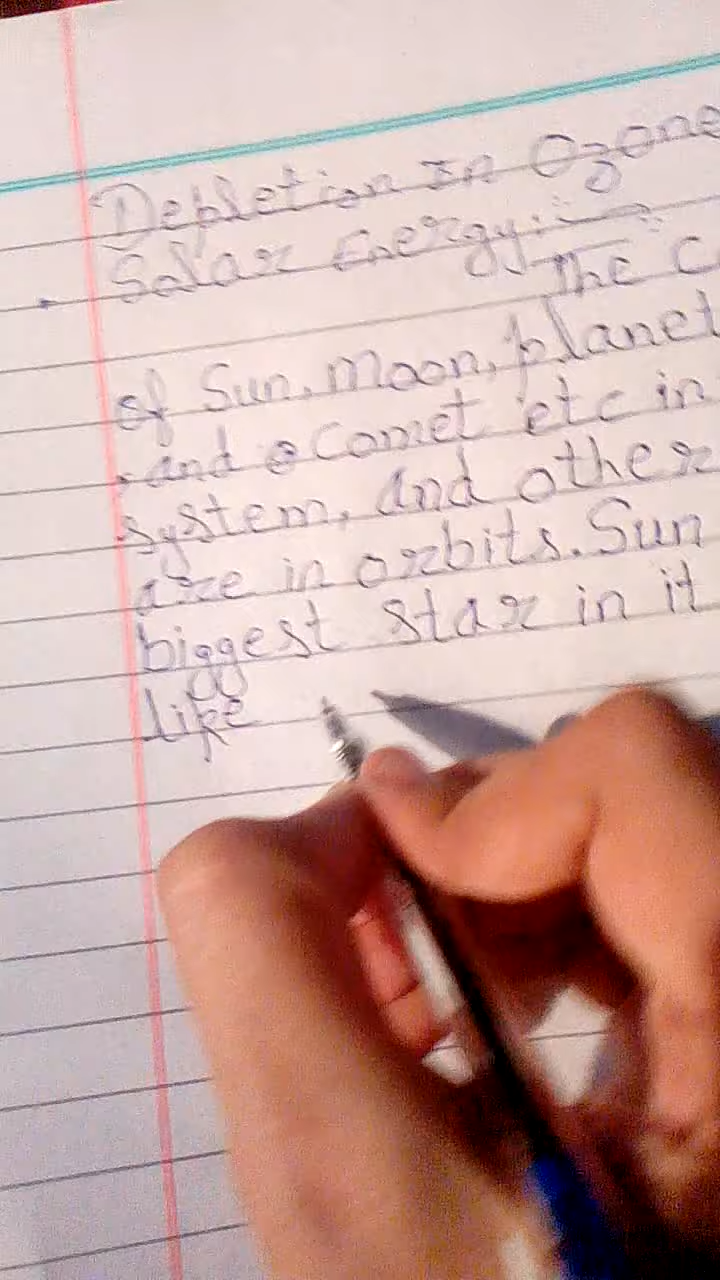 Depletion In Ozone
Solar Energy:—
The C
of Sun, Moon, planet
and Comet etc in
system, and other
are in orbits. Sun
biggest star in it
like